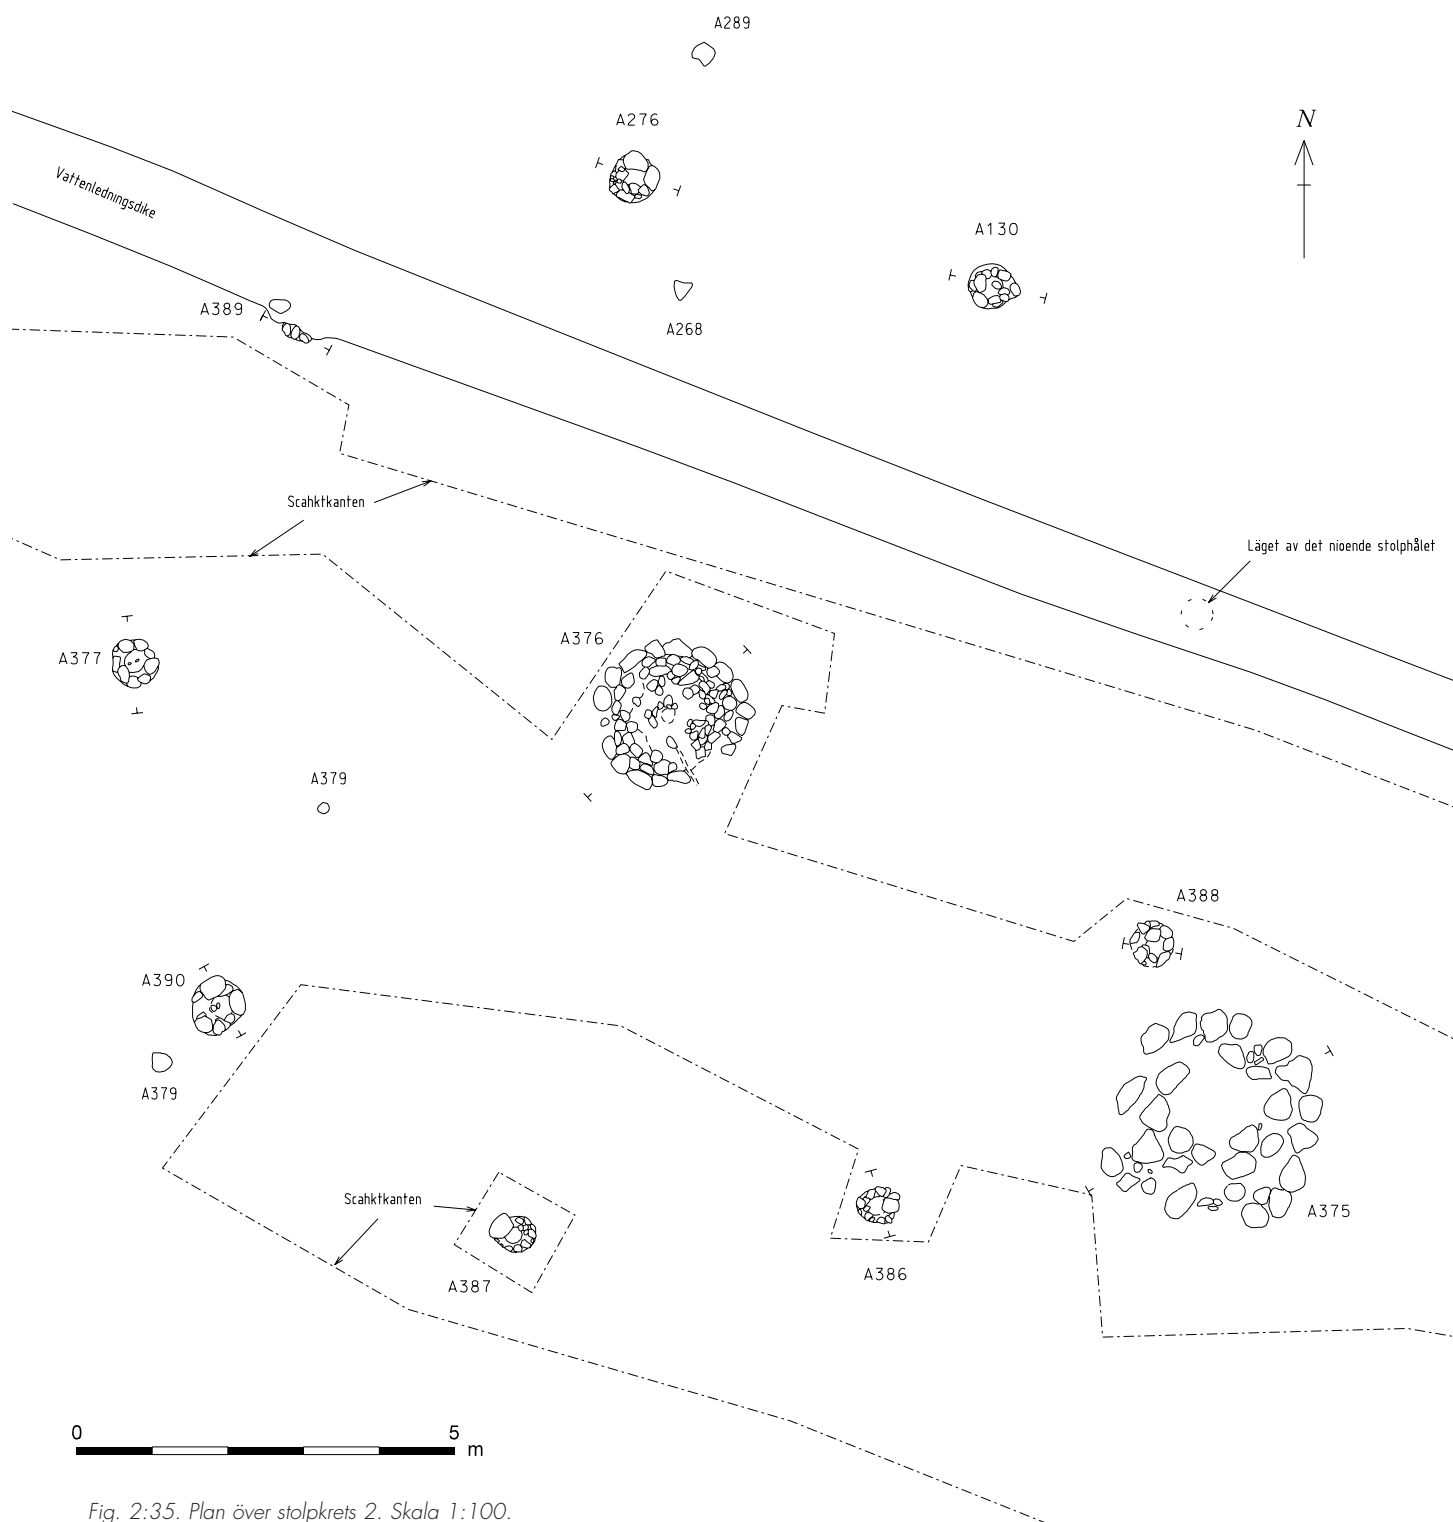 A289
A276
N
Vattenledningsdike
A130
A389
A268
Scahktkanten
Läget av det nioende stolphålet
A376
A377
A379
A388
A390
A379
Scahktkanten
A375
A386
A387
0 5 m
Fig. 2:35. Plan över stolpkrets 2. Skala 1:100.